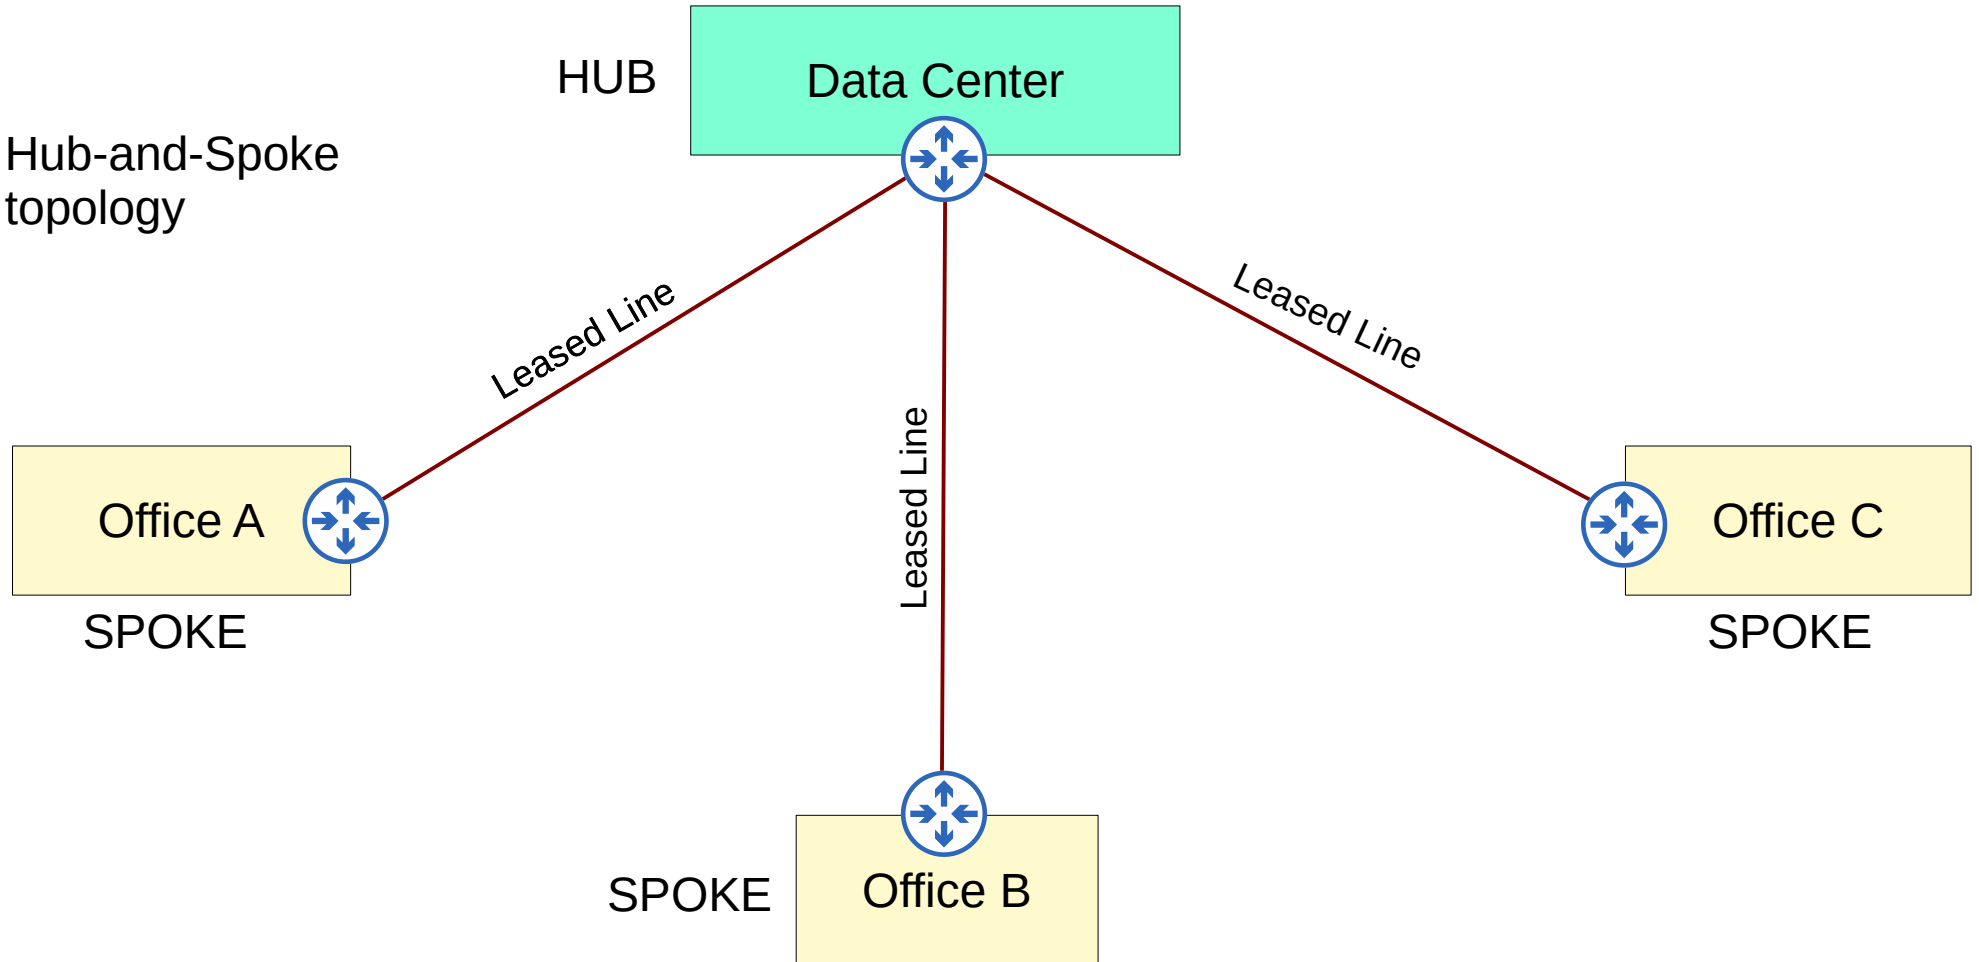 HUB
Data Center
Hub-and-Spoke
topology
Leased Line
Leased Line
Leased Line
Office A
SPOKE
Office C
SPOKE
SPOKE
Office B